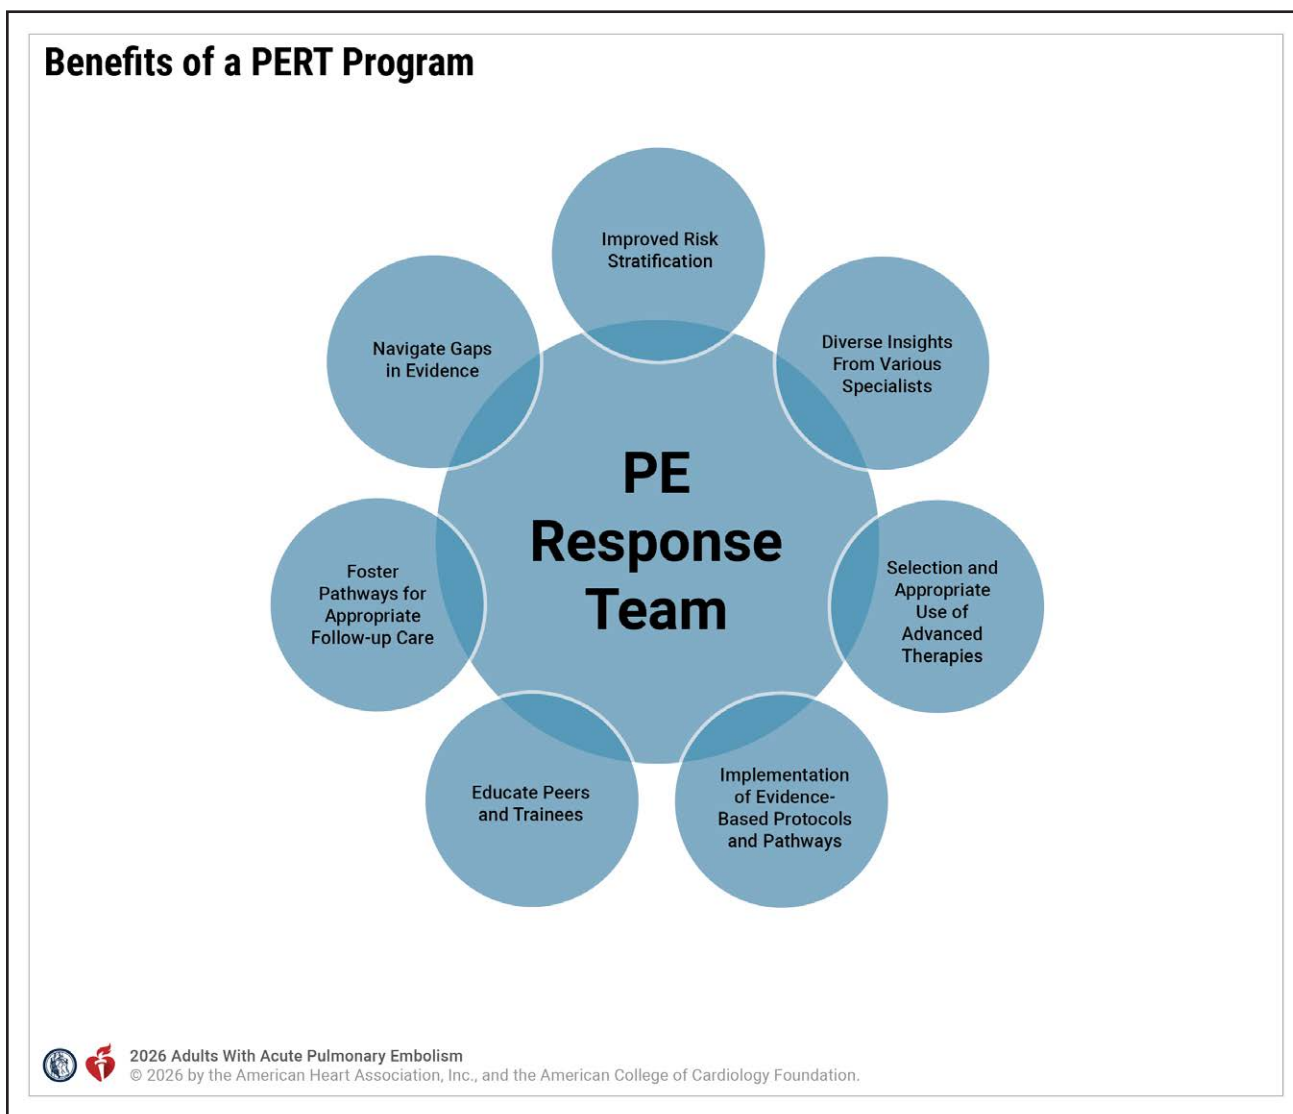 Benefits of a PERT Program
Improved Risk
Stratification
Diverse Insights
From Various
Specialists
Selection and
Appropriate
Use of
Advanced
Therapies
Implementation
of Evidence-
Based Protocols
and Pathways
Educate Peers
and Trainees
Foster
Pathways for
Appropriate
Follow-up Care
Navigate Gaps
in Evidence
PE
Response
Team
2026 Adults With Acute Pulmonary Embolism
© 2026 by the American Heart Association, Inc., and the American College of Cardiology Foundation.